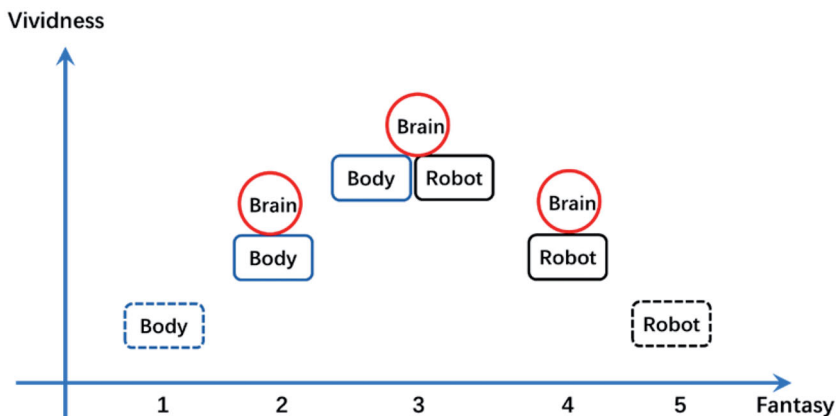 Vividness
Brain
Body Robot
Brain
Body
Brain
Robot
Body
Robot
1 2 3 4 5 Fantasy